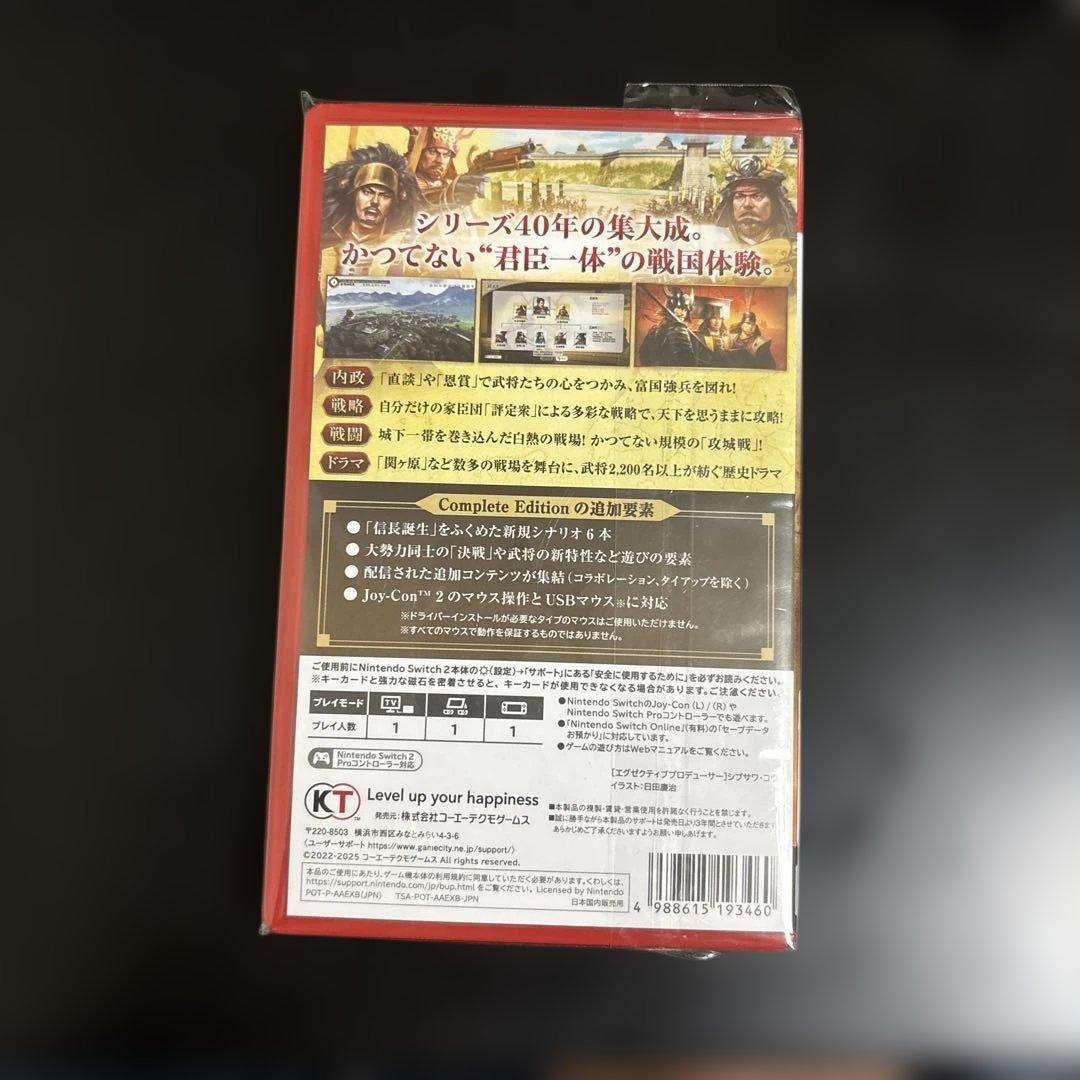 シリーズ40年の集大成。
かつてない“君臣一体”の戦国体験。
内政 「直談」や「恩賞」で武将たちの心をつかみ、富国強兵を図れ!
戦略 自分だけの家臣団「評定衆」による多彩な戦略で、天下を思うままに攻略!
戦闘 城下一帯を巻き込んだ白熱の戦場! かつてない規模の「攻城戦」!
ドラマ 「関ヶ原」など数多の戦場を舞台に、武将2,200名以上が紡ぐ歴史ドラマ
Complete Edition の追加要素
● 「信長誕生」をふくめた新規シナリオ 6 本
● 大勢力同士の「決戦」や武将の新特性など遊びの要素
● 配信された追加コンテンツが集結(コラボレーション、タイアップを除く)
● Joy-Con™ 2 のマウス操作と USBマウス※に対応
※ドライバーインストールが必要なタイプのマウスはご使用いただけません。
※すべてのマウスで動作を保証するものではありません。
ご使用前にNintendo Switch 2本体の(設定)→「サポート」にある「安全に使用するために」を必ずお読みください。
※キーカードと強力な磁石を密着させると、キーカードが使用できなくなる場合があります。ご注意ください。
プレイモード TV
プレイ人数 1 1 1
●Nintendo SwitchのJoy-Con (L) / (R) や
Nintendo Switch Proコントローラーでも遊べます。
●「Nintendo Switch Online」(有料)の「セーブデータ
お預かり」に対応しています。
●ゲームの遊び方はWebマニュアルをご覧ください。
Nintendo Switch 2
Proコントローラー対応
[エグゼクティブプロデューサー]シブサワ・コウ
イラスト:日田慶治
KT Level up your happiness
発売元: 株式会社コーエーテクモゲームス
〒220-8503 横浜市西区みなとみらい4-3-6
〈ユーザーサポート https://www.gamecity.ne.jp/support/〉
©2022-2025 コーエーテクモゲームス All rights reserved.
■本製品の複製・賃貸・営業使用を許諾なく行うことを禁じます。
■誠に勝手ながら本製品のサポートは発売日より3年間とさせていただきます
あらかじめご了承くださいますようお願い申しあげます。
本品のご使用にあたり、ゲーム機本体の利用規約に同意していただく必要があります。くわしくは、
https://support.nintendo.com/jp/bup.html をご覧ください。 Licensed by Nintendo
POT-P-AAEXB(JPN) TSA-POT-AAEXB-JPN 日本国内販売用
4 988615 193460